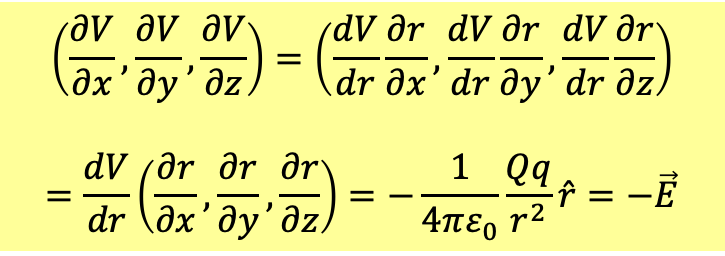 (∂V/∂x, ∂V/∂y, ∂V/∂z) = (dV/dr ∂r/∂x, dV/dr ∂r/∂y, dV/dr ∂r/∂z)
= dV/dr (∂r/∂x, ∂r/∂y, ∂r/∂z) = − 1/4πε₀ Qq/r² r̂ = −E⃗